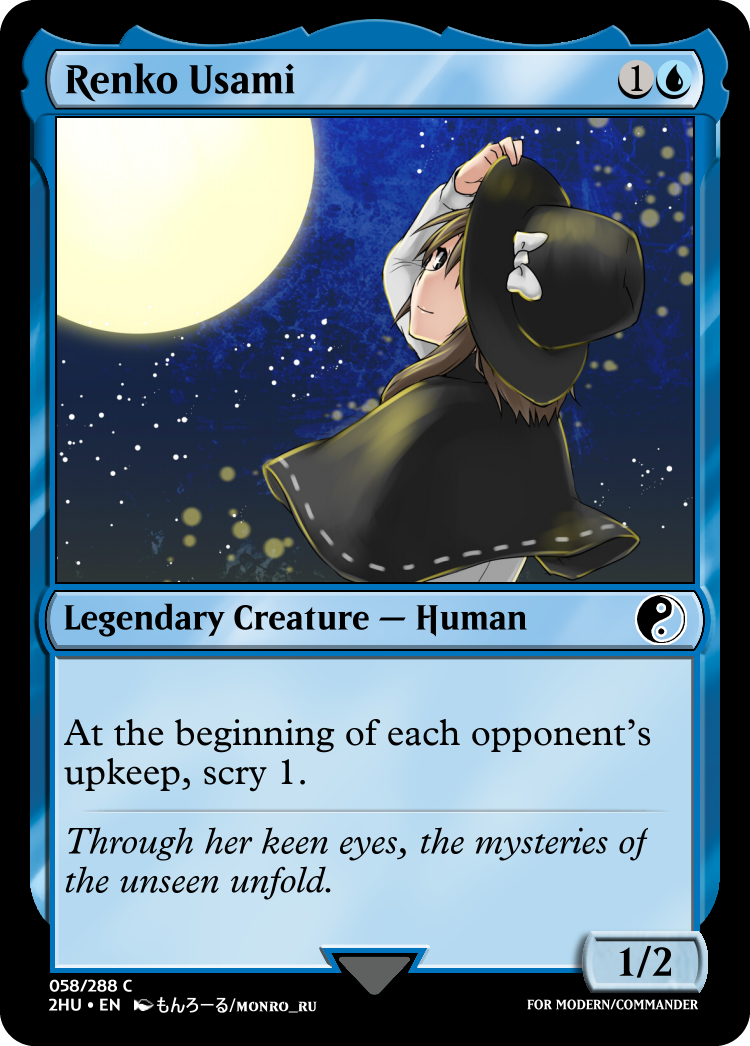 Renko Usami 1
Legendary Creature — Human
At the beginning of each opponent's
upkeep, scry 1.
Through her keen eyes, the mysteries of
the unseen unfold.
1/2
058/288 C
2HU • EN もんろーる/MONRO_RU
FOR MODERN/COMMANDER